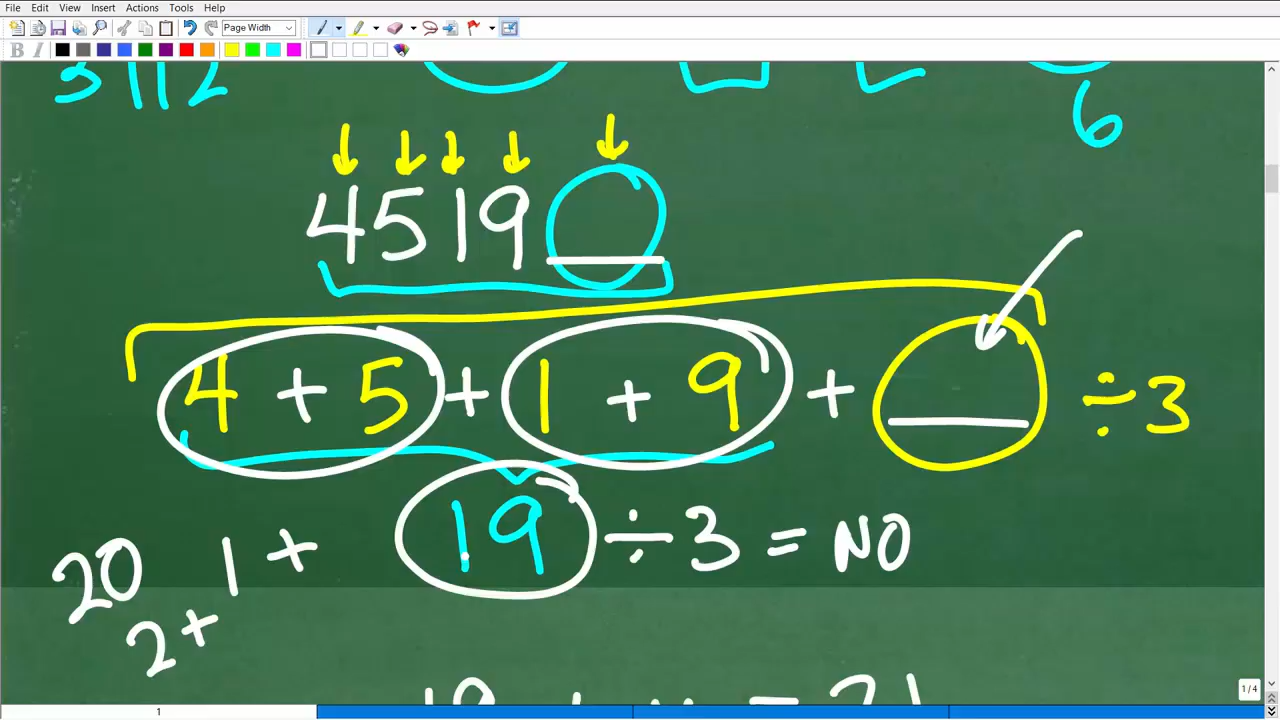 File Edit View Insert Actions Tools Help
Page Width
B I
5112
6
4519
4 + 5 + 1 + 9 + ÷3
19 ÷ 3 = NO
20 1 +
2 +
1/4
1